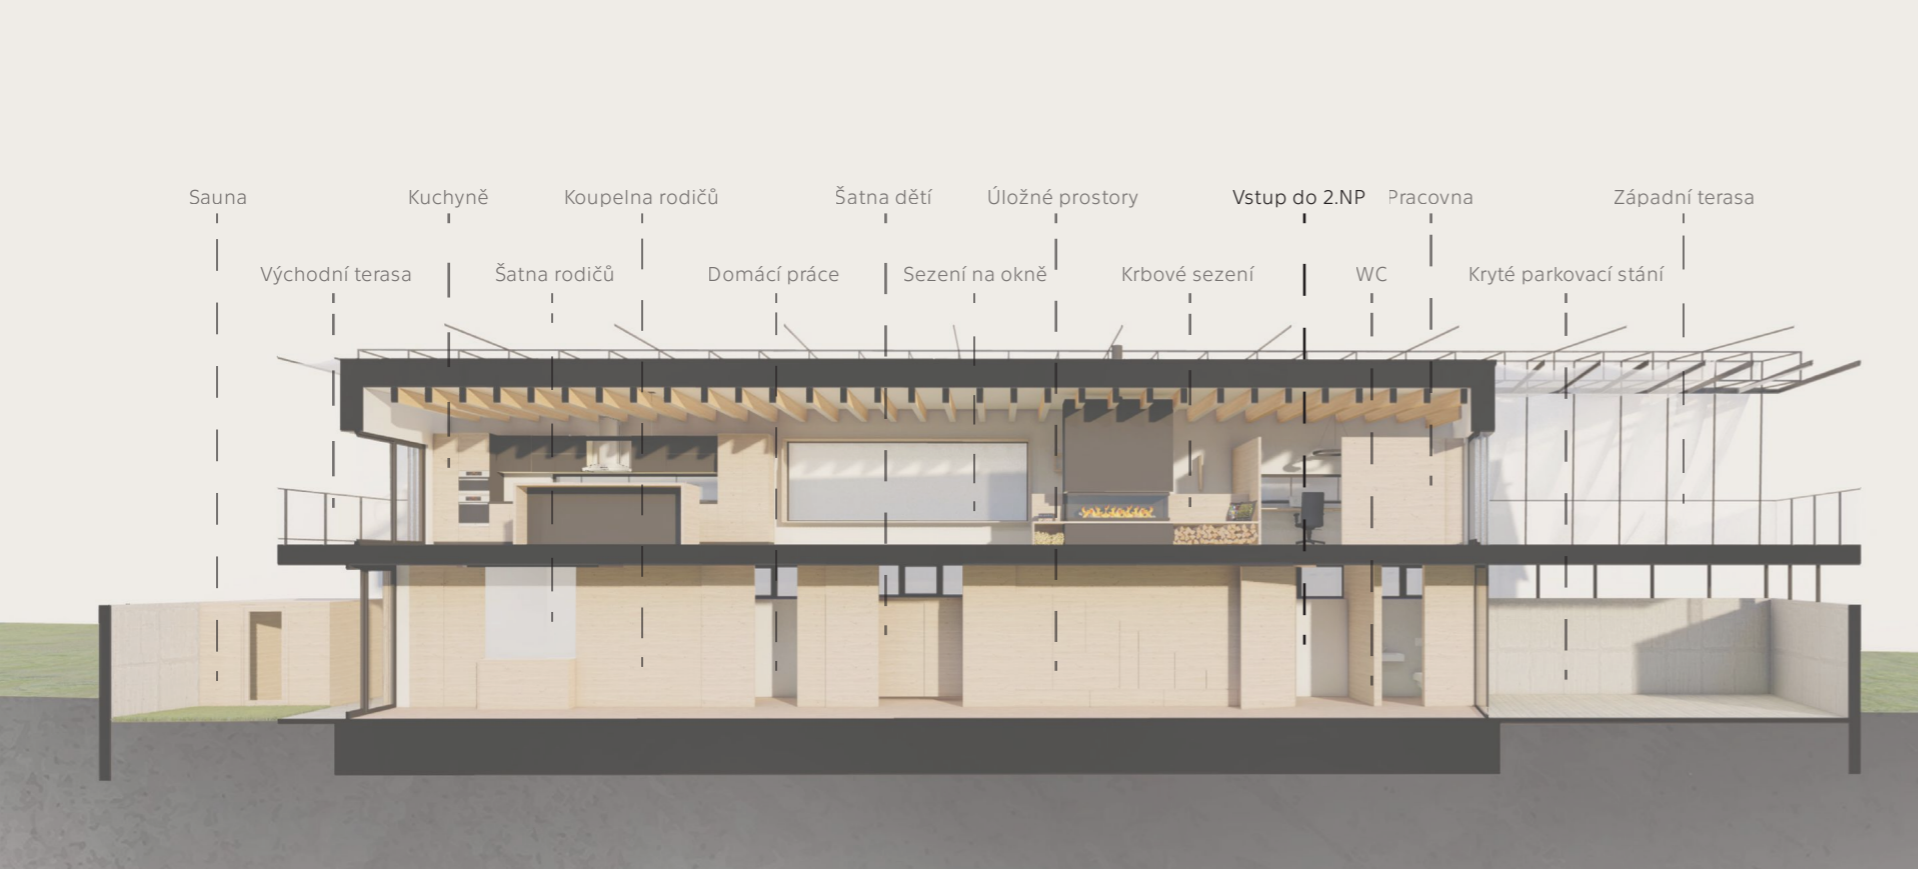 Sauna Kuchyně Koupelna rodičů Šatna dětí Úložné prostory Vstup do 2.NP Pracovna Západní terasa
Východní terasa Šatna rodičů Domácí práce Sezení na okně Krbové sezení WC Kryté parkovací stání